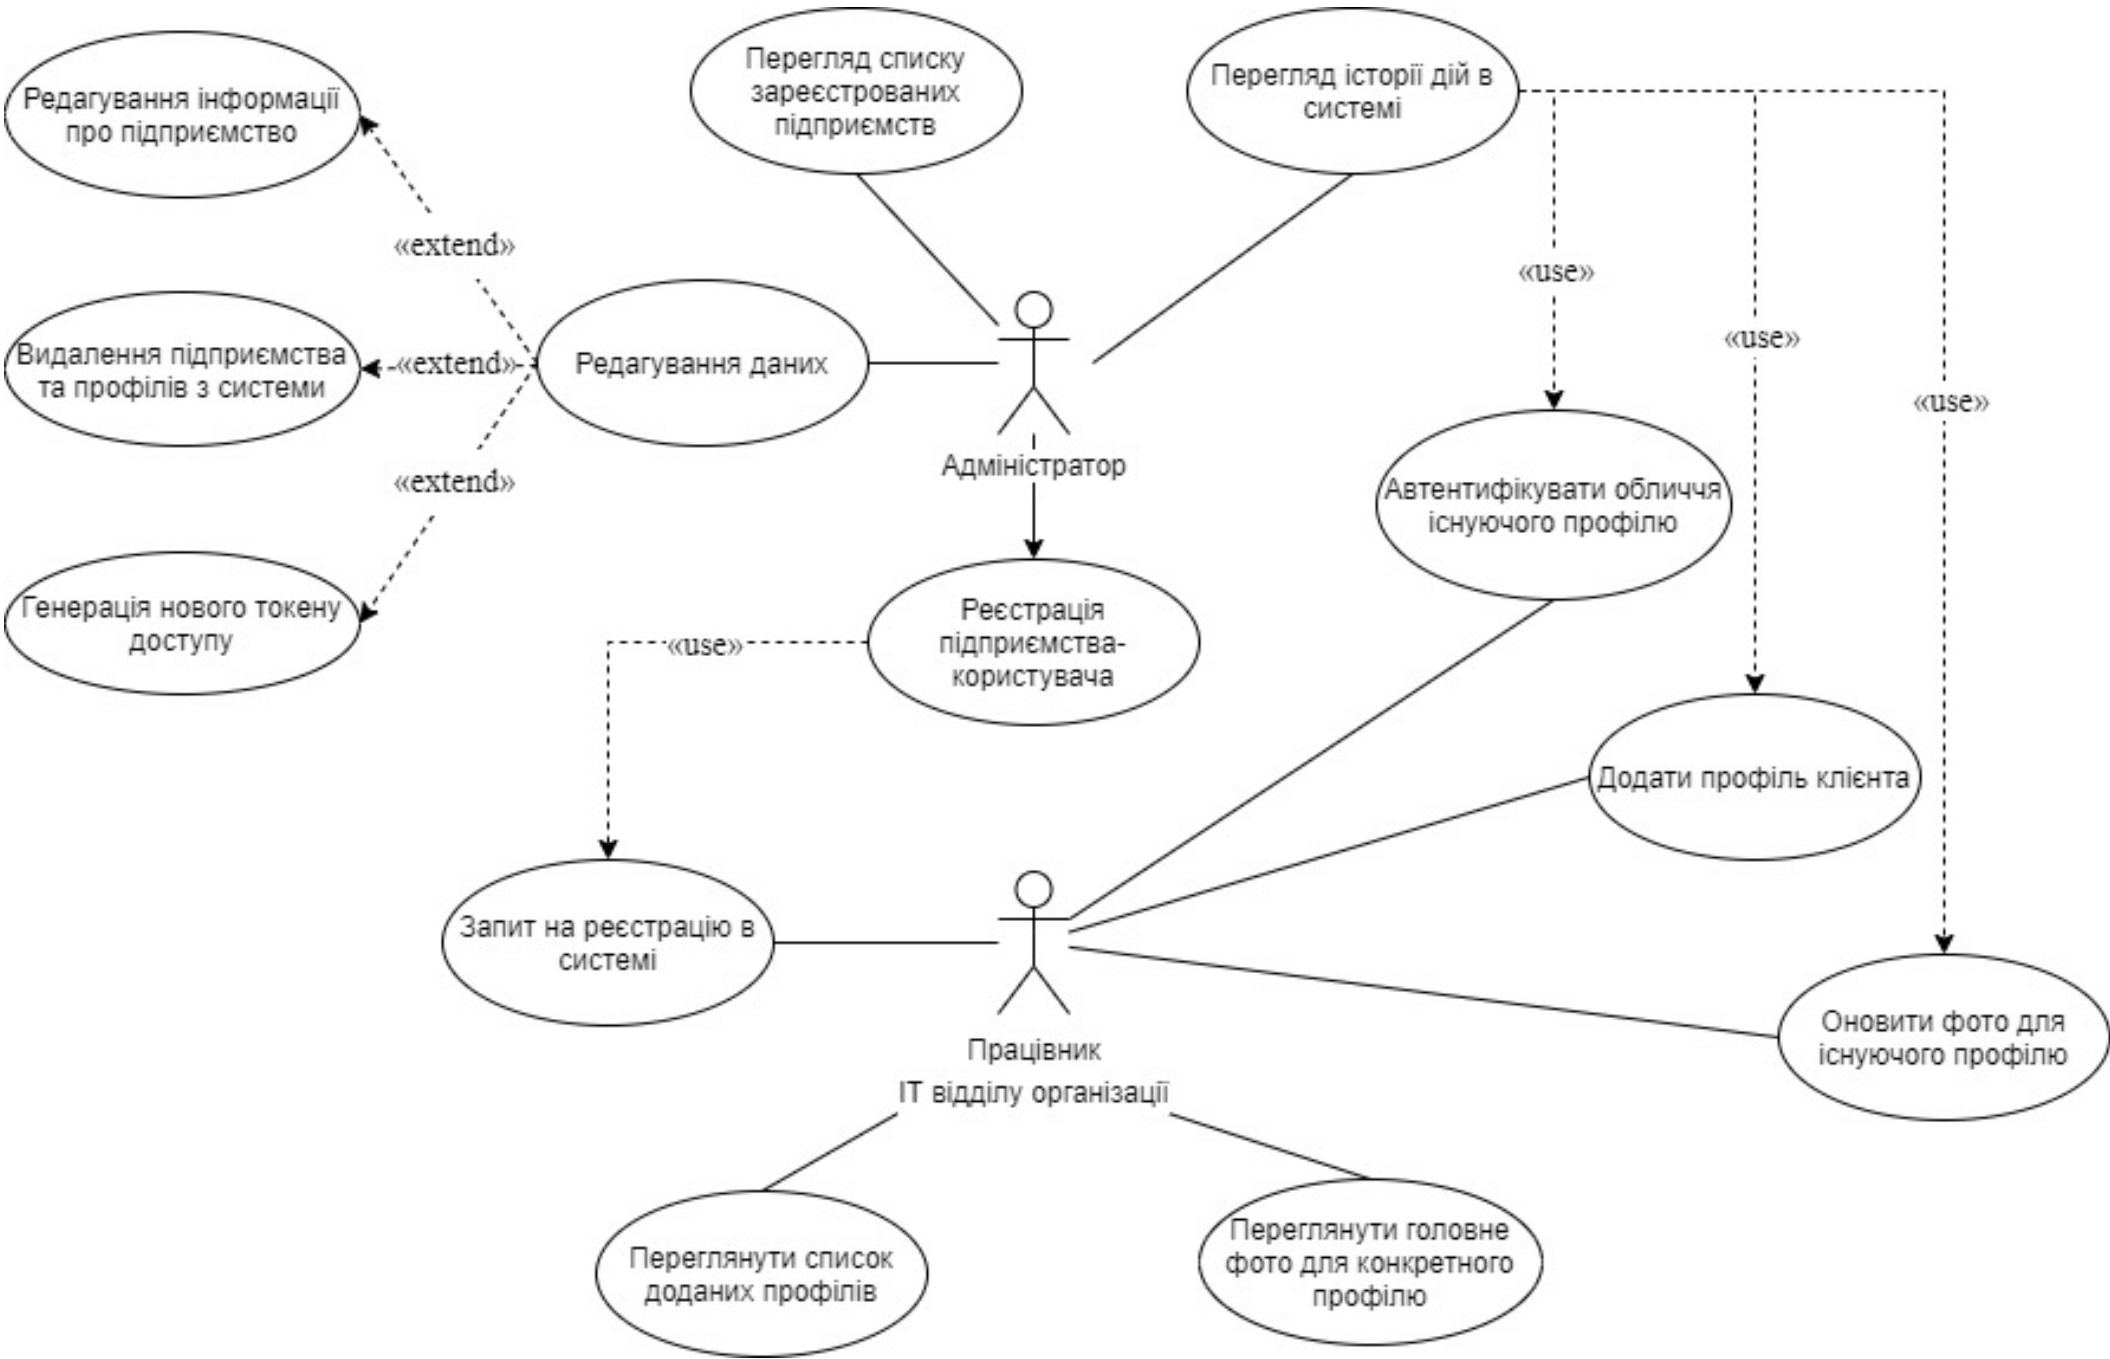 Перегляд списку
зареєстрованих
підприємств
Перегляд історії дій в
системі
Редагування інформації
про підприємство
«extend»
«use»
Видалення підприємства
та профілів з системи
«extend»
Редагування даних
«use»
«use»
Адміністратор
«extend»
Автентифікувати обличчя
існуючого профілю
Генерація нового токену
доступу
«use»
Реєстрація
підприємства-
користувача
Додати профіль клієнта
Запит на реєстрацію в
системі
Працівник
ІТ відділу організації
Оновити фото для
існуючого профілю
Переглянути список
доданих профілів
Переглянути головне
фото для конкретного
профілю